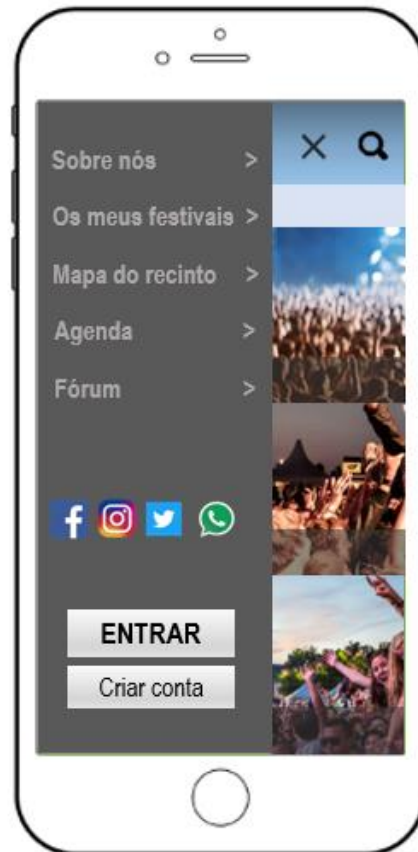 Sobre nós >
Os meus festivais >
Mapa do recinto >
Agenda >
Fórum >
ENTRAR
Criar conta